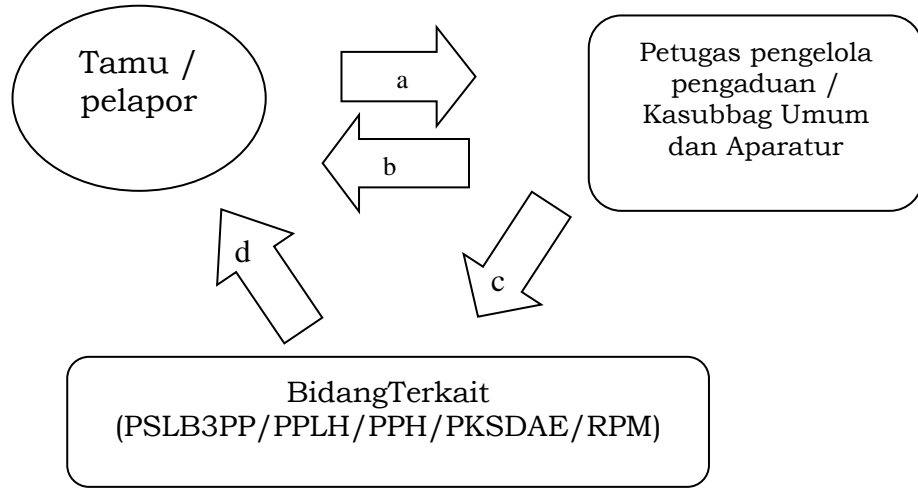 Tamu /
pelapor
a
Petugas pengelola
pengaduan /
Kasubbag Umum
dan Aparatur
b
d
c
BidangTerkait
(PSLB3PP/PPLH/PPH/PKSDAE/RPM)